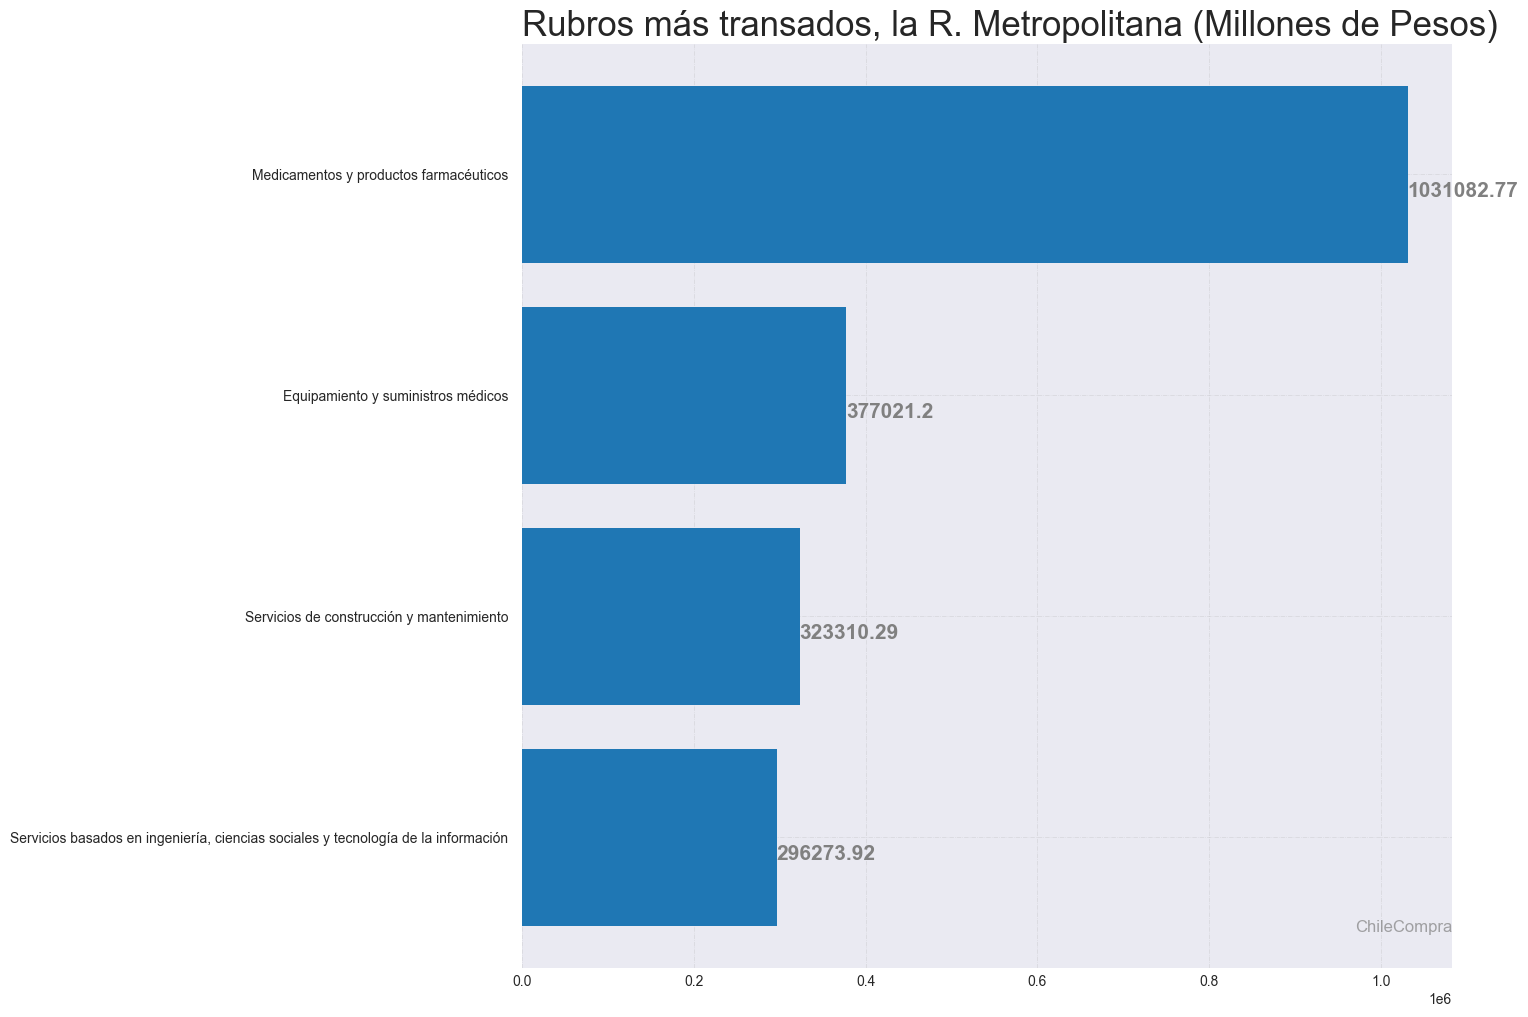 Rubros más transados, la R. Metropolitana (Millones de Pesos)
Medicamentos y productos farmacéuticos
1031082.77
Equipamiento y suministros médicos
377021.2
Servicios de construcción y mantenimiento
323310.29
Servicios basados en ingeniería, ciencias sociales y tecnología de la información
296273.92
ChileCompra
0.0 0.2 0.4 0.6 0.8 1.0
1e6